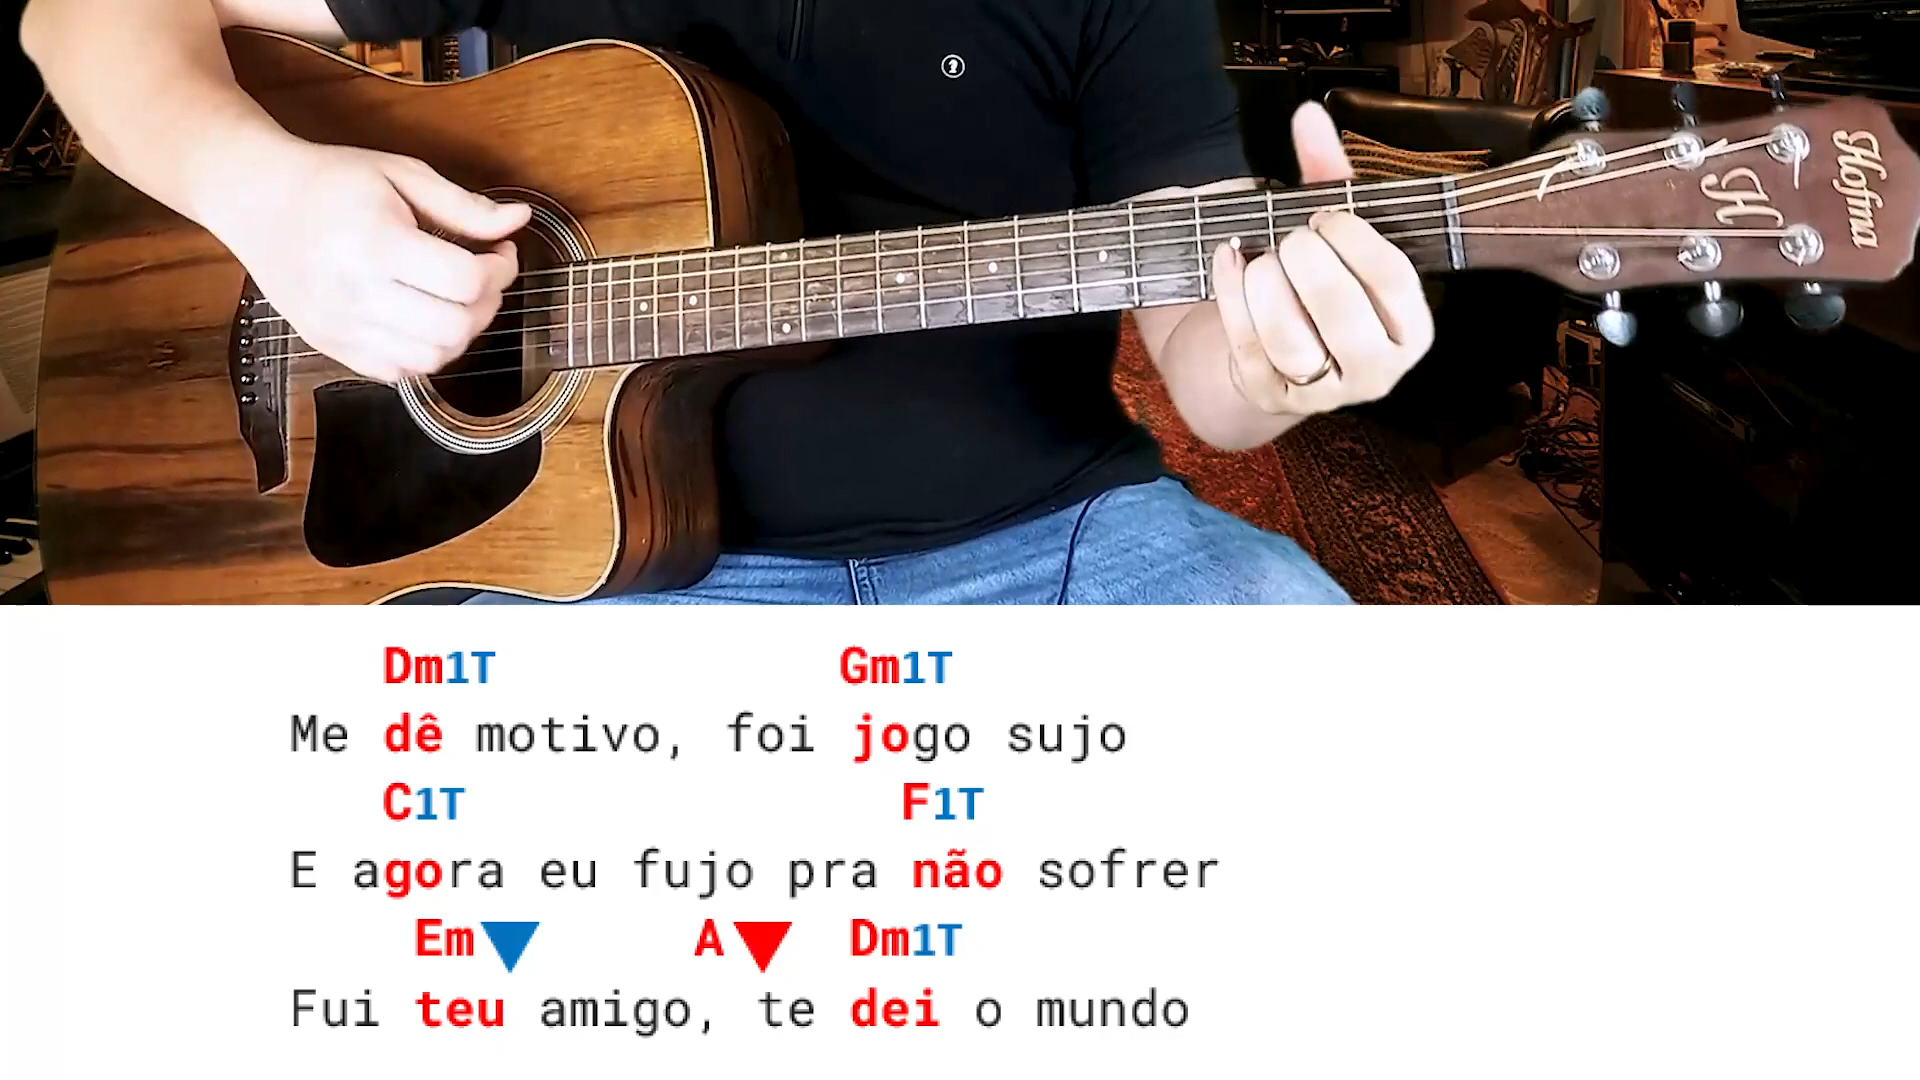 Hofma
H
Dm1T Gm1T
Me dê motivo, foi jogo sujo
C1T F1T
E agora eu fujo pra não sofrer
Em A Dm1T
Fui teu amigo, te dei o mundo